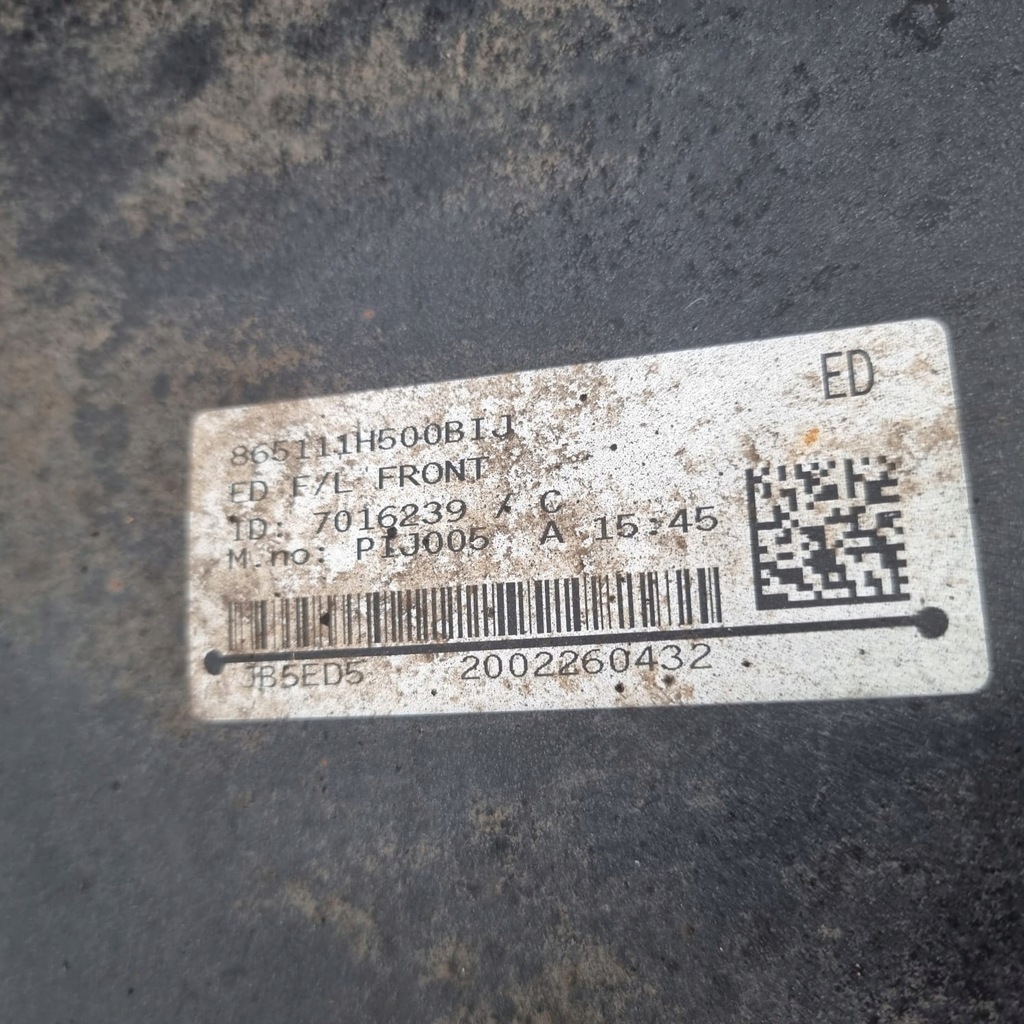 ED
865111H500BIJ
ED F/L FRONT
ID: 7016239 / C
M.no: PIJ005 A 15:45
JB5ED5 2002260432